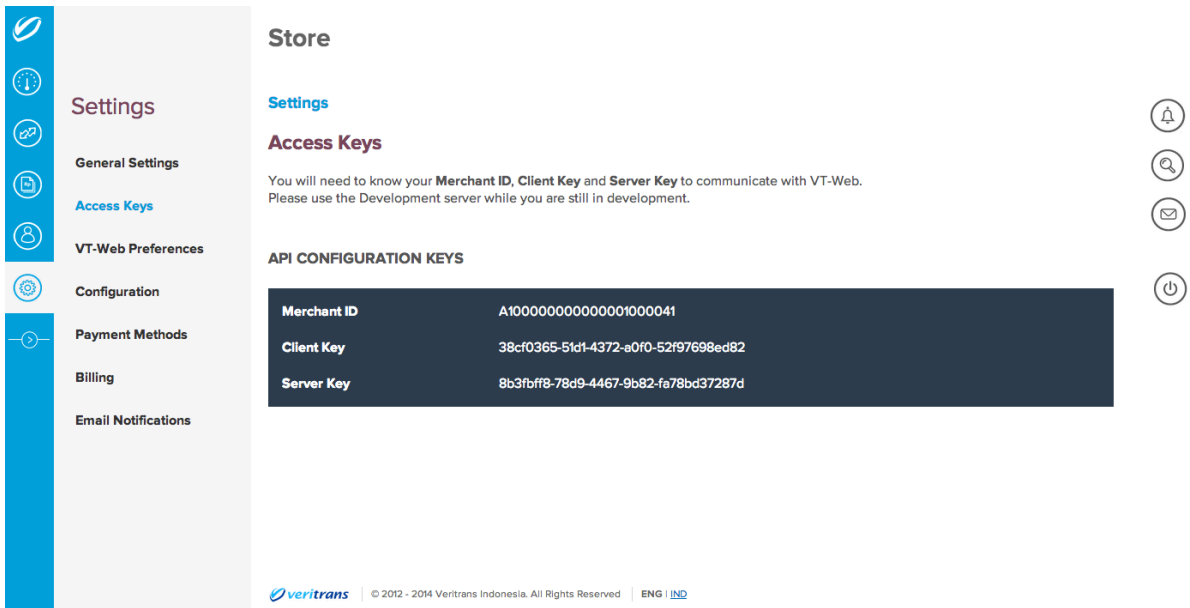 Store
Settings
General Settings
Access Keys
VT-Web Preferences
Configuration
Payment Methods
Billing
Email Notifications
Settings
Access Keys
You will need to know your Merchant ID, Client Key and Server Key to communicate with VT-Web.
Please use the Development server while you are still in development.
API CONFIGURATION KEYS
Merchant ID A100000000000001000041
Client Key 38cf0365-51d1-4372-a0f0-52f97698ed82
Server Key 8b3fbff8-78d9-4467-9b82-fa78bd37287d
veritrans © 2012 - 2014 Veritrans Indonesia. All Rights Reserved ENG | IND